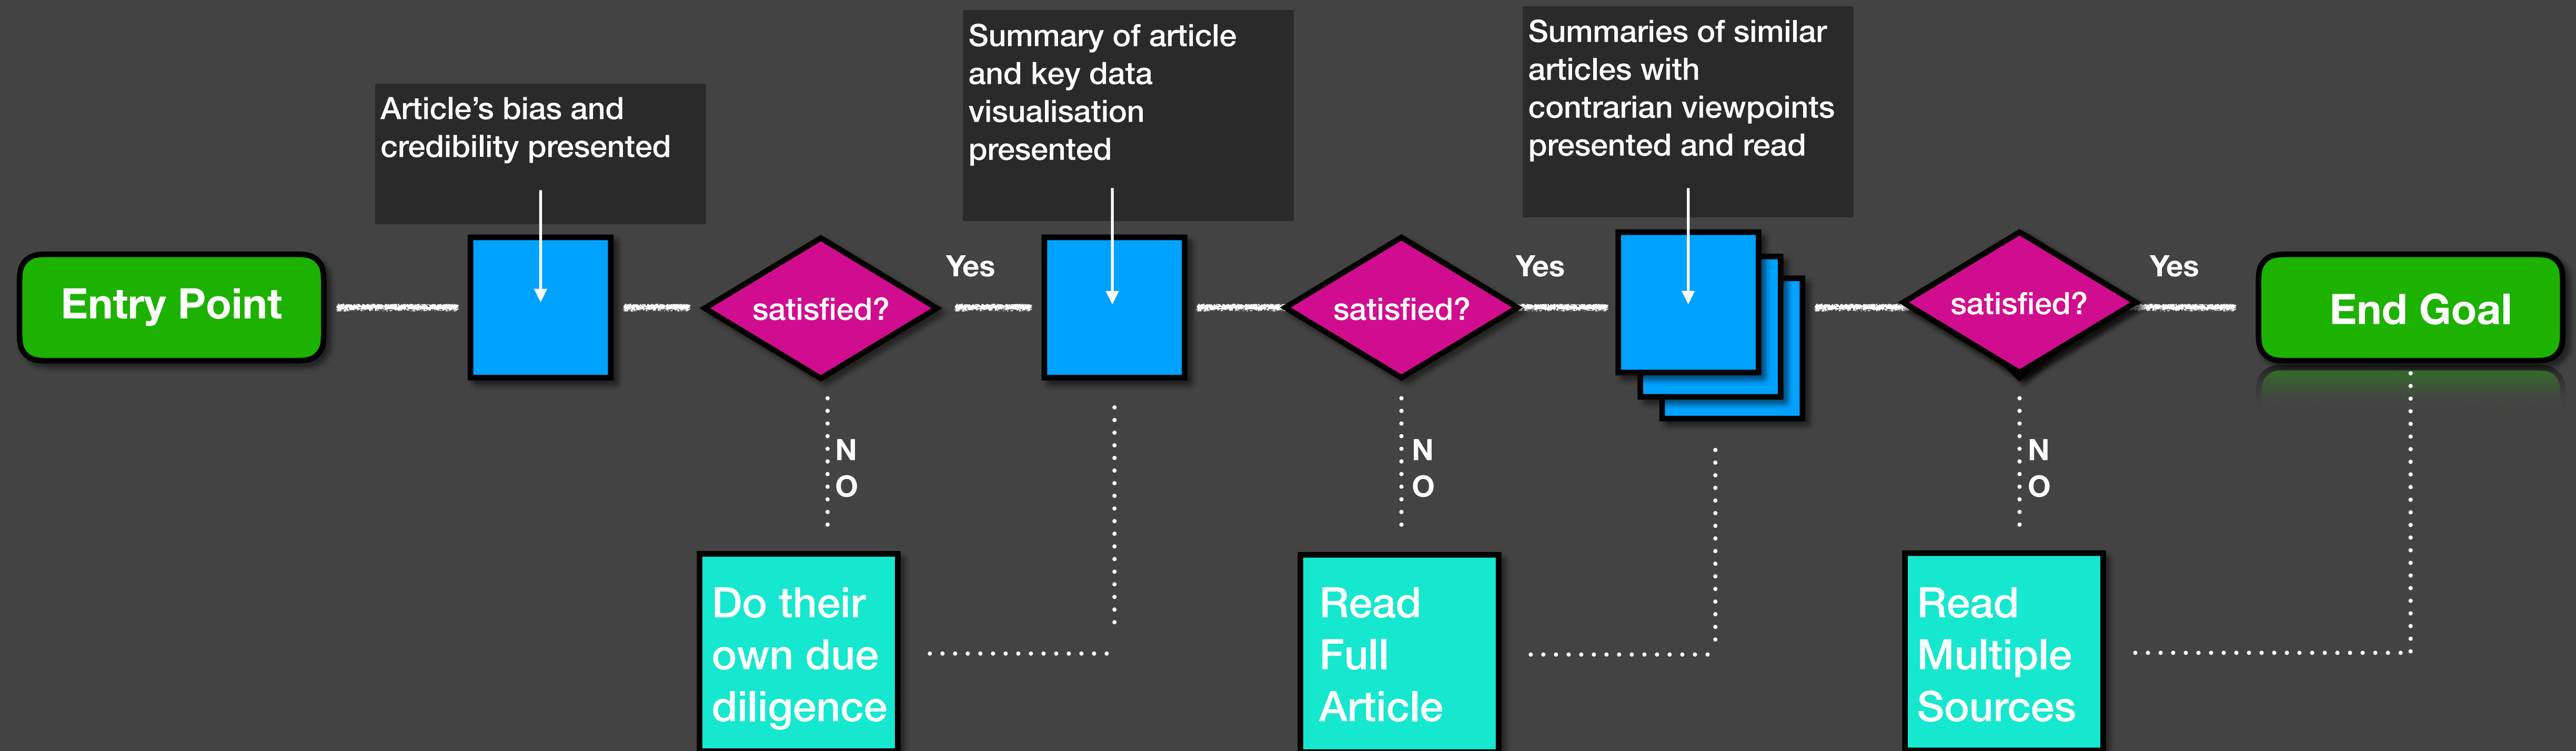 Article's bias and
credibility presented
Summary of article
and key data
visualisation
presented
Summaries of similar
articles with
contrarian viewpoints
presented and read
Entry Point
satisfied?
Yes
satisfied?
Yes
satisfied?
Yes
End Goal
N
O
N
O
N
O
Do their
own due
diligence
Read
Full
Article
Read
Multiple
Sources